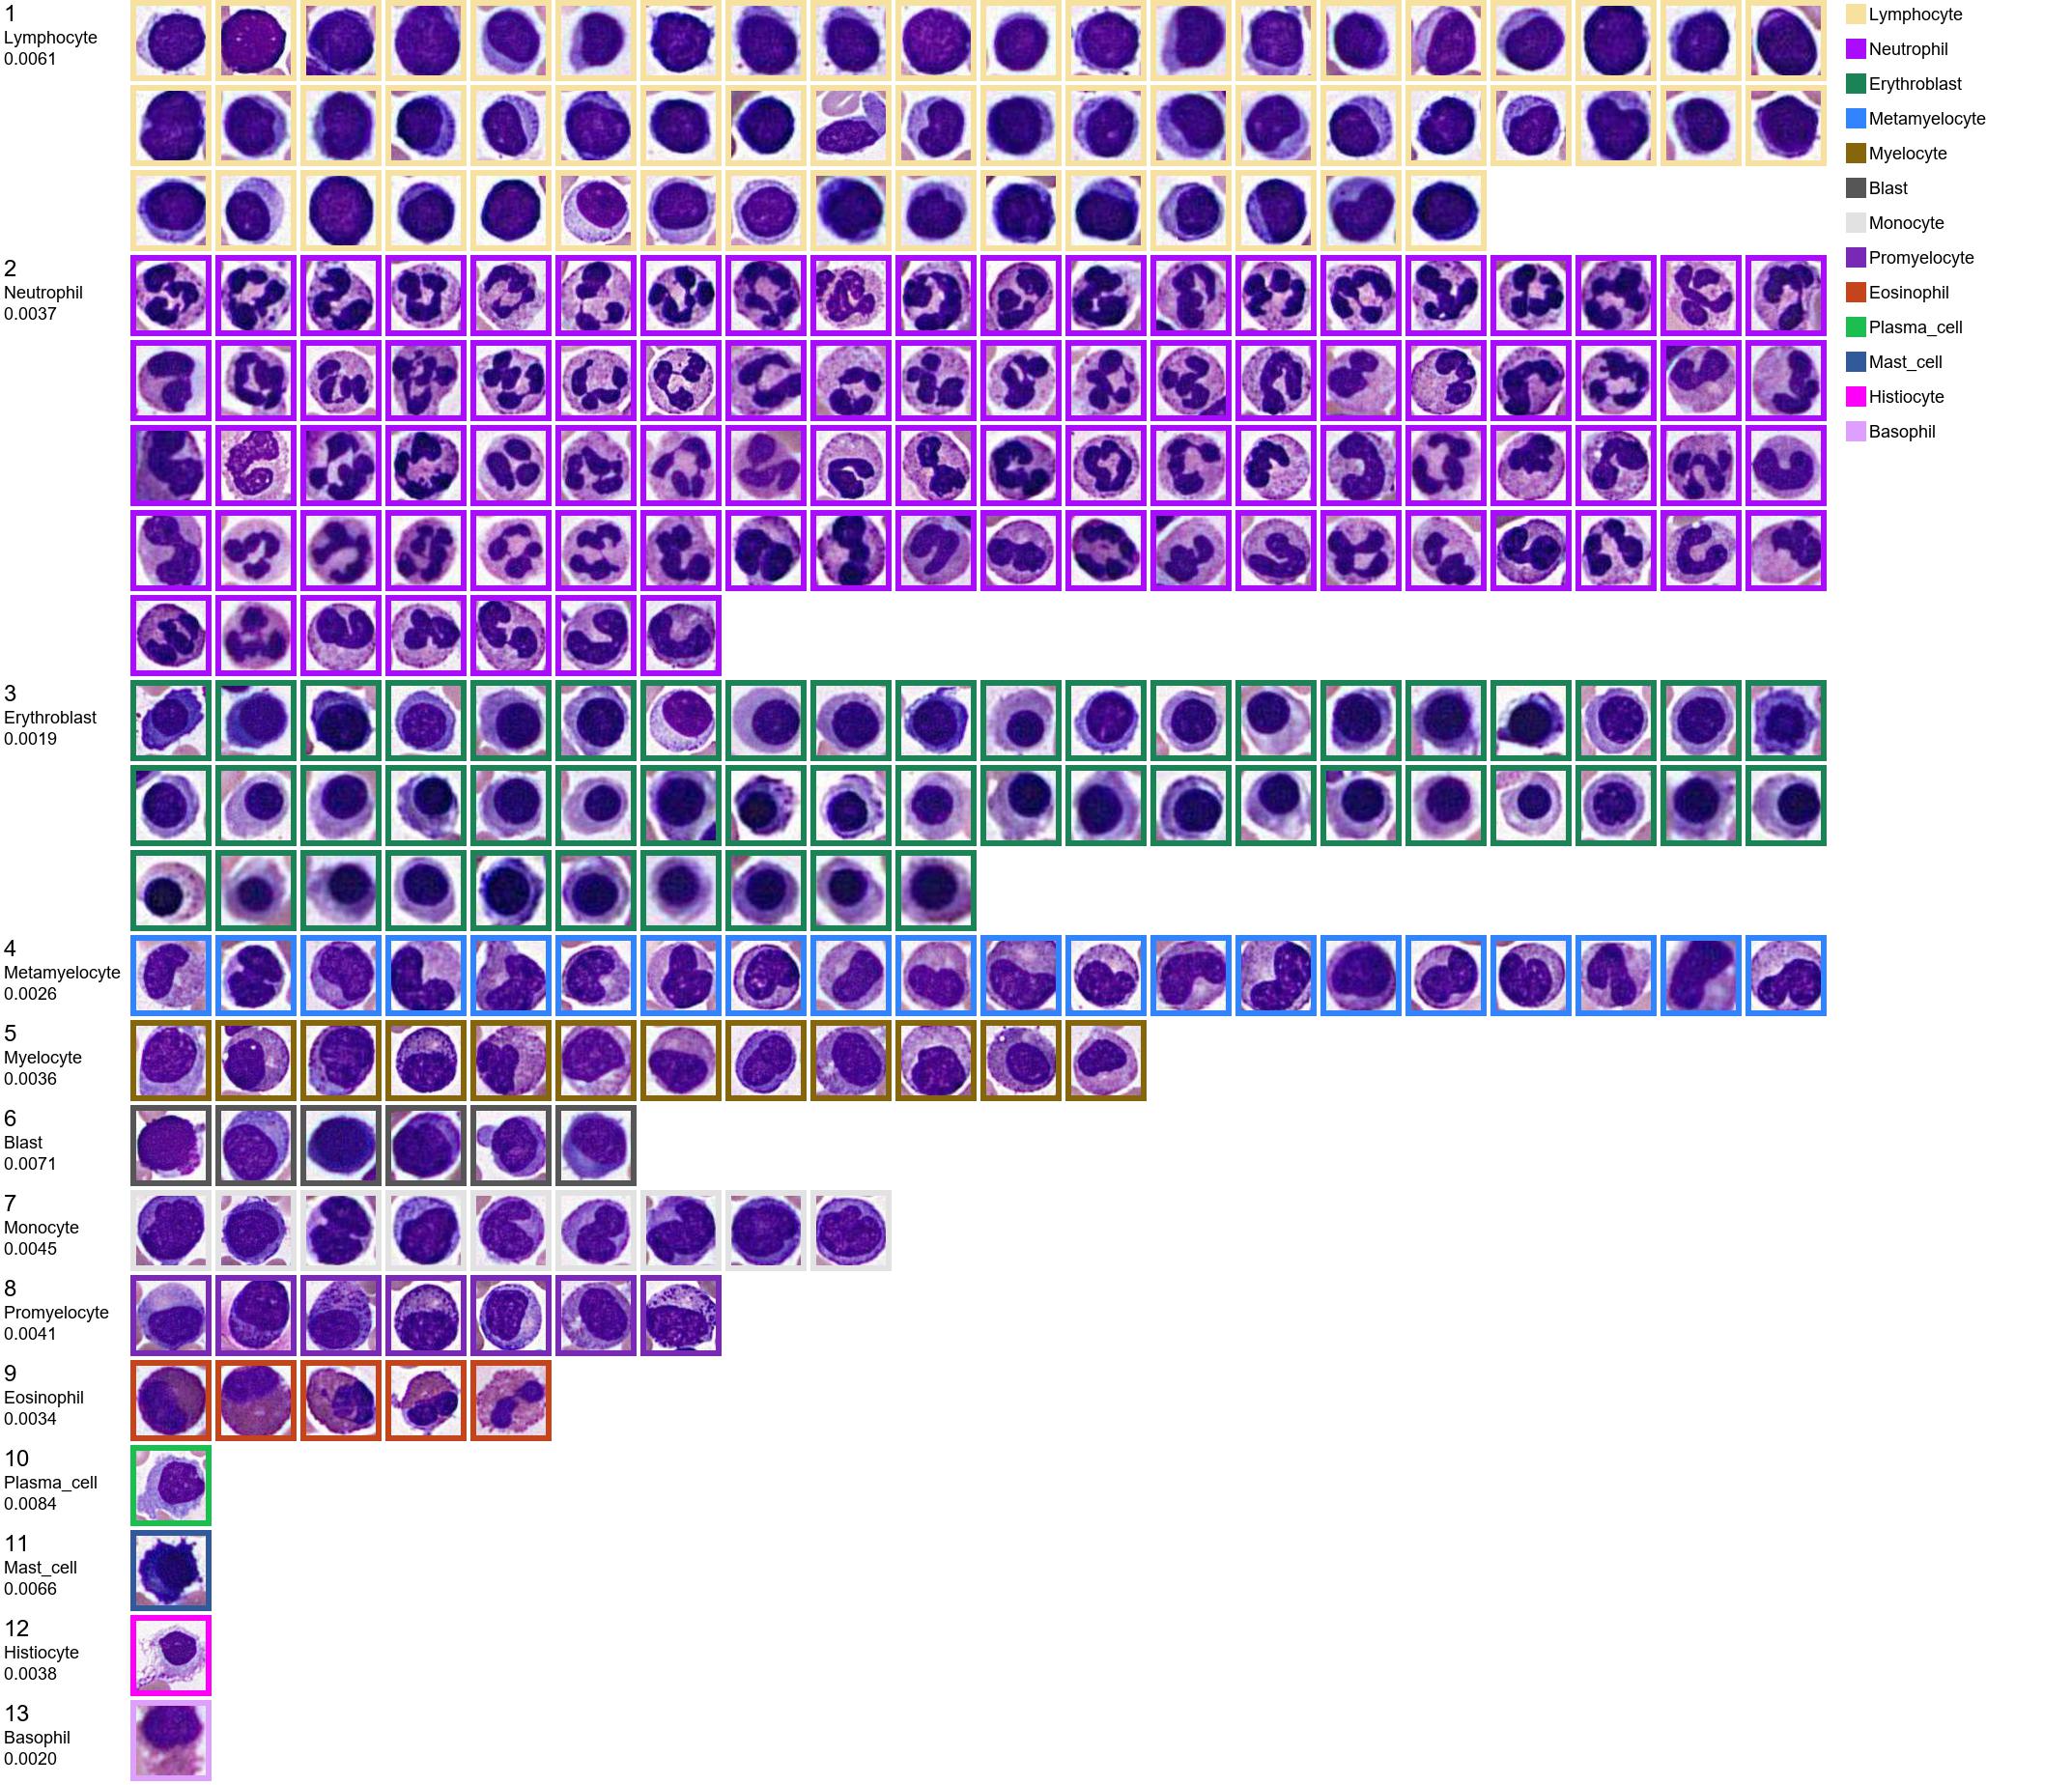 1
Lymphocyte
0.0061
2
Neutrophil
0.0037
3
Erythroblast
0.0019
4
Metamyelocyte
0.0026
5
Myelocyte
0.0036
6
Blast
0.0071
7
Monocyte
0.0045
8
Promyelocyte
0.0041
9
Eosinophil
0.0034
10
Plasma_cell
0.0084
11
Mast_cell
0.0066
12
Histiocyte
0.0038
13
Basophil
0.0020
Lymphocyte
Neutrophil
Erythroblast
Metamyelocyte
Myelocyte
Blast
Monocyte
Promyelocyte
Eosinophil
Plasma_cell
Mast_cell
Histiocyte
Basophil